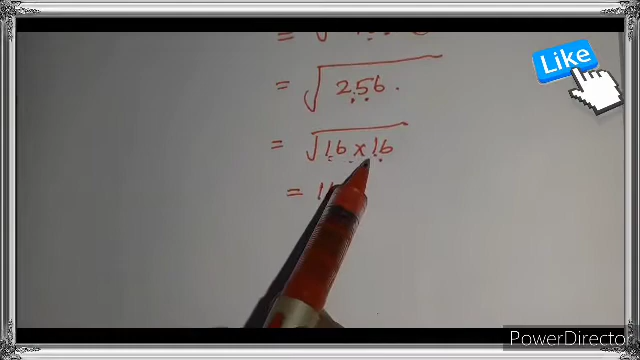 = √256.
= √16×16
=
Like
PowerDirector